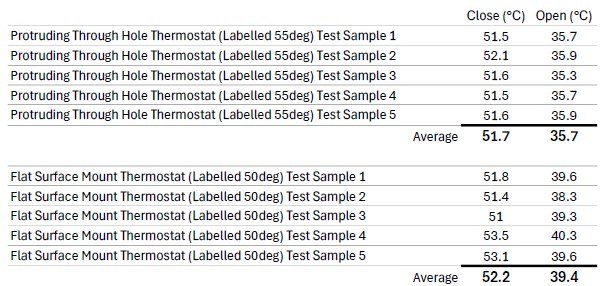 Close (°C) Open (°C)
Protruding Through Hole Thermostat (Labelled 55deg) Test Sample 1 51.5 35.7
Protruding Through Hole Thermostat (Labelled 55deg) Test Sample 2 52.1 35.9
Protruding Through Hole Thermostat (Labelled 55deg) Test Sample 3 51.6 35.3
Protruding Through Hole Thermostat (Labelled 55deg) Test Sample 4 51.5 35.7
Protruding Through Hole Thermostat (Labelled 55deg) Test Sample 5 51.6 35.9
Average 51.7 35.7
Flat Surface Mount Thermostat (Labelled 50deg) Test Sample 1 51.8 39.6
Flat Surface Mount Thermostat (Labelled 50deg) Test Sample 2 51.4 38.3
Flat Surface Mount Thermostat (Labelled 50deg) Test Sample 3 51 39.3
Flat Surface Mount Thermostat (Labelled 50deg) Test Sample 4 53.5 40.3
Flat Surface Mount Thermostat (Labelled 50deg) Test Sample 5 53.1 39.6
Average 52.2 39.4